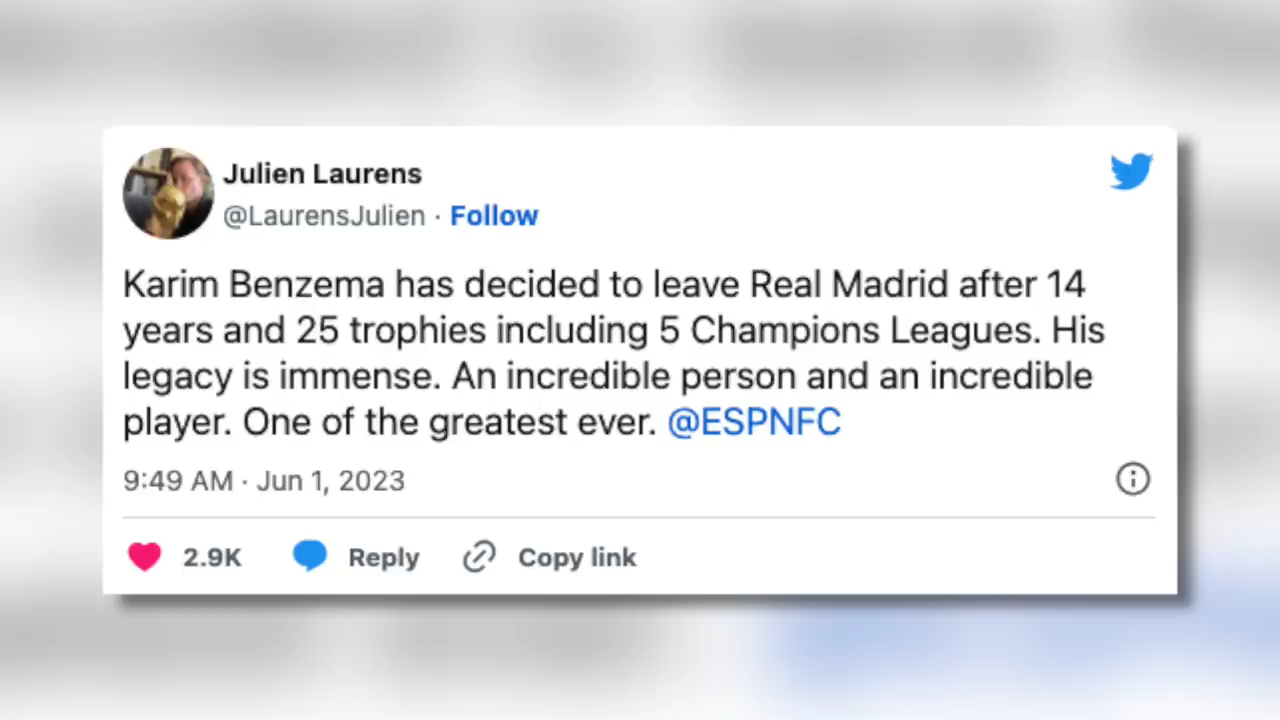 Julien Laurens
@LaurensJulien · Follow
Karim Benzema has decided to leave Real Madrid after 14
years and 25 trophies including 5 Champions Leagues. His
legacy is immense. An incredible person and an incredible
player. One of the greatest ever. @ESPNFC
9:49 AM · Jun 1, 2023
2.9K Reply Copy link